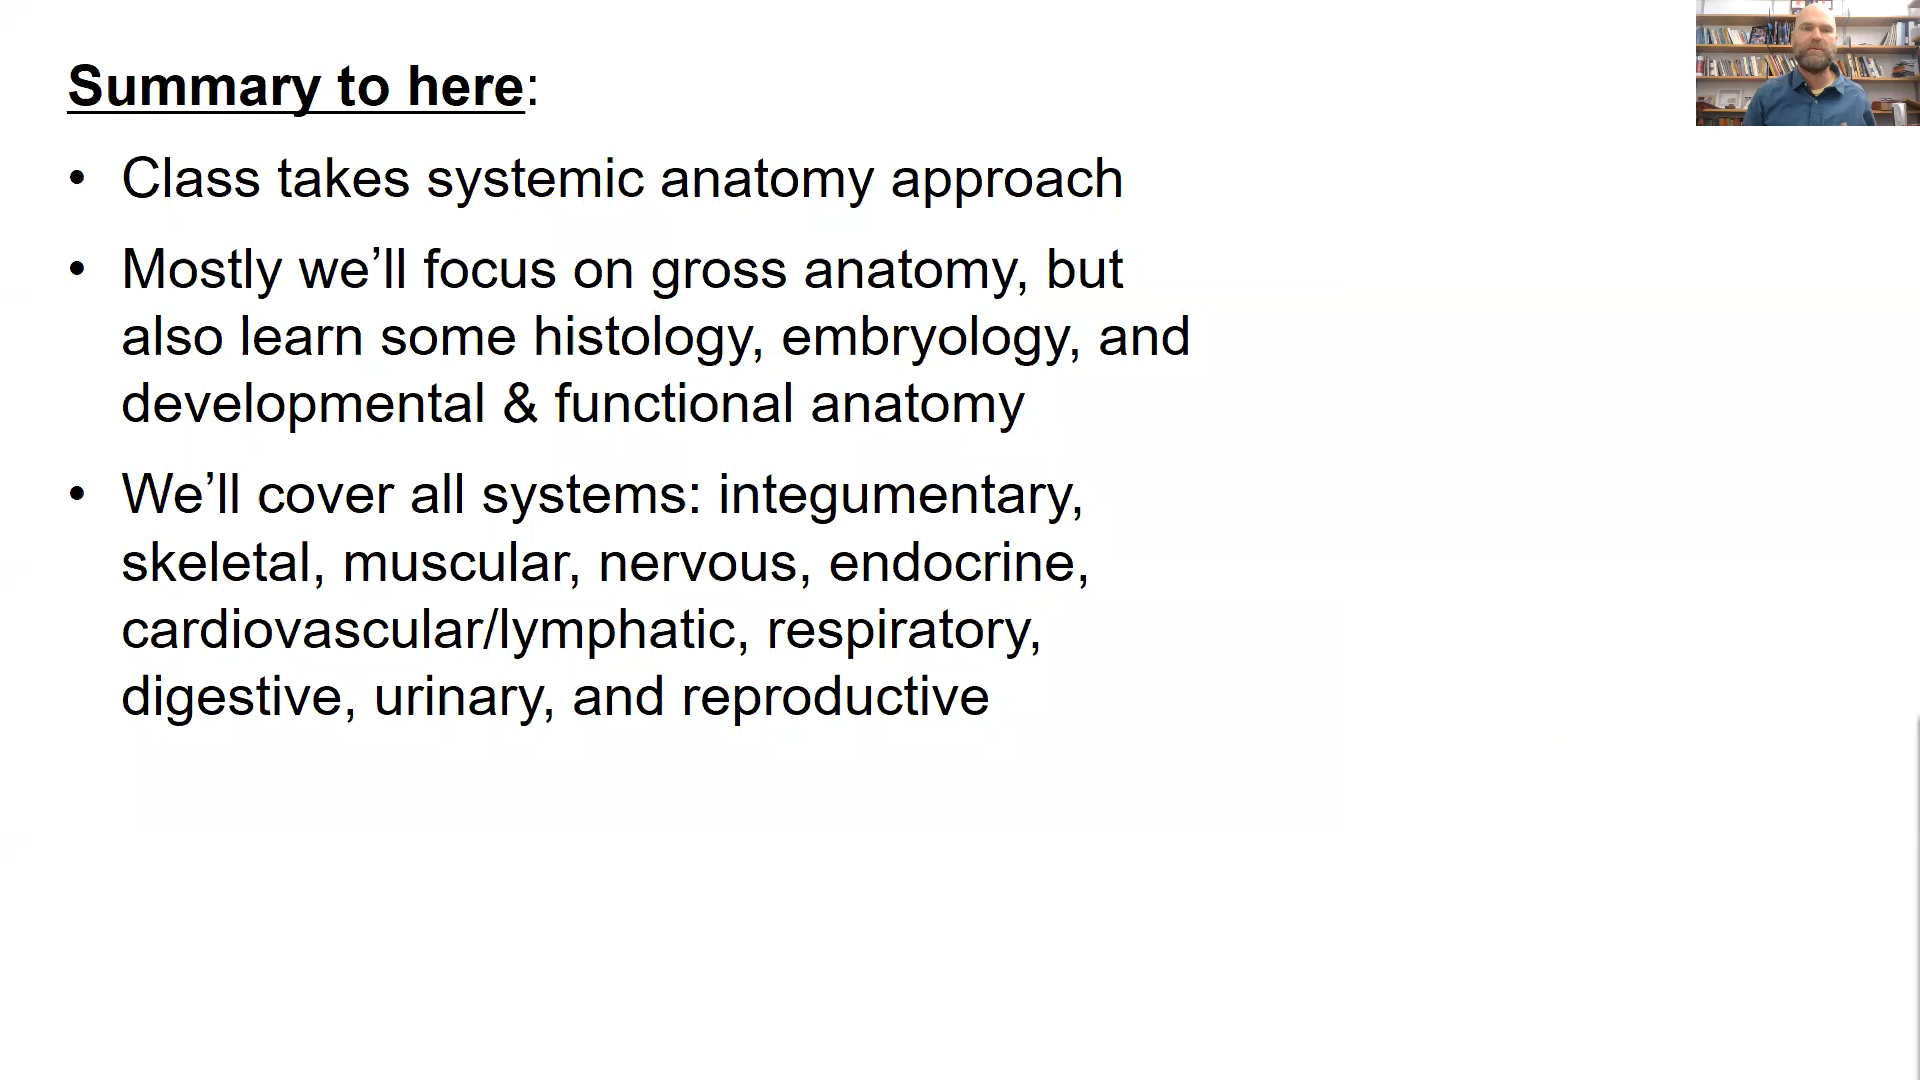 Summary to here:
• Class takes systemic anatomy approach
• Mostly we’ll focus on gross anatomy, but
also learn some histology, embryology, and
developmental & functional anatomy
• We’ll cover all systems: integumentary,
skeletal, muscular, nervous, endocrine,
cardiovascular/lymphatic, respiratory,
digestive, urinary, and reproductive